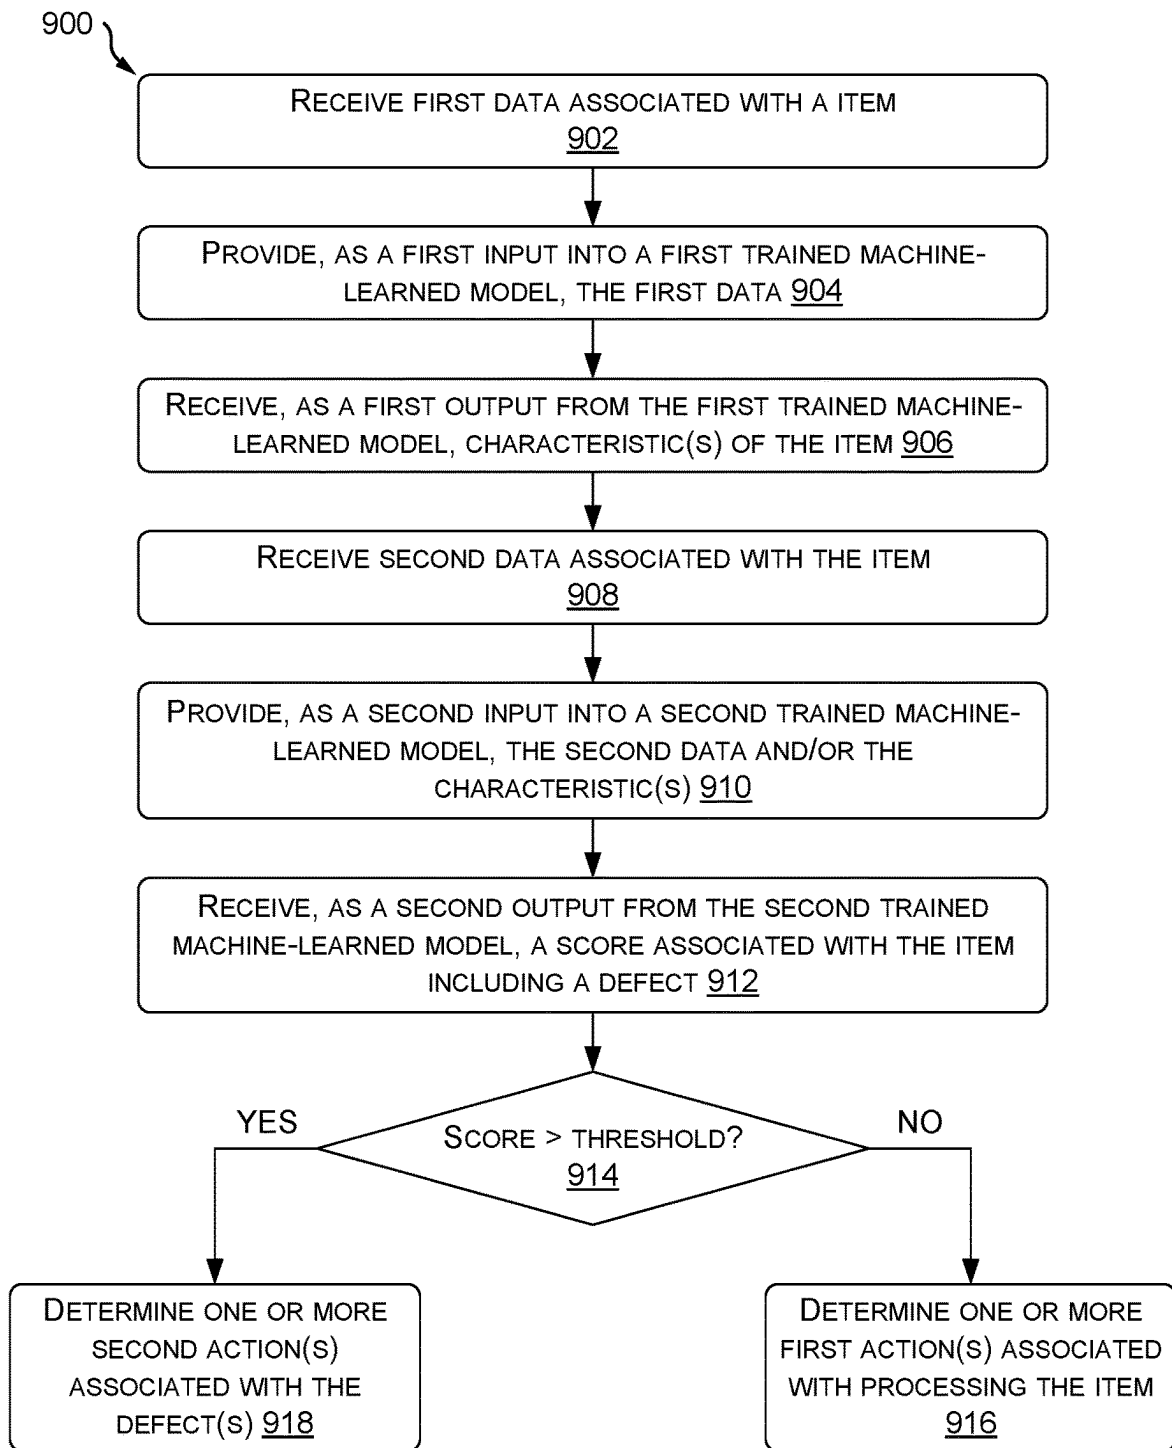 900
RECEIVE FIRST DATA ASSOCIATED WITH A ITEM
902
PROVIDE, AS A FIRST INPUT INTO A FIRST TRAINED MACHINE-
LEARNED MODEL, THE FIRST DATA 904
RECEIVE, AS A FIRST OUTPUT FROM THE FIRST TRAINED MACHINE-
LEARNED MODEL, CHARACTERISTIC(S) OF THE ITEM 906
RECEIVE SECOND DATA ASSOCIATED WITH THE ITEM
908
PROVIDE, AS A SECOND INPUT INTO A SECOND TRAINED MACHINE-
LEARNED MODEL, THE SECOND DATA AND/OR THE
CHARACTERISTIC(S) 910
RECEIVE, AS A SECOND OUTPUT FROM THE SECOND TRAINED
MACHINE-LEARNED MODEL, A SCORE ASSOCIATED WITH THE ITEM
INCLUDING A DEFECT 912
YES
SCORE > THRESHOLD?
914
NO
DETERMINE ONE OR MORE
SECOND ACTION(S)
ASSOCIATED WITH THE
DEFECT(S) 918
DETERMINE ONE OR MORE
FIRST ACTION(S) ASSOCIATED
WITH PROCESSING THE ITEM
916